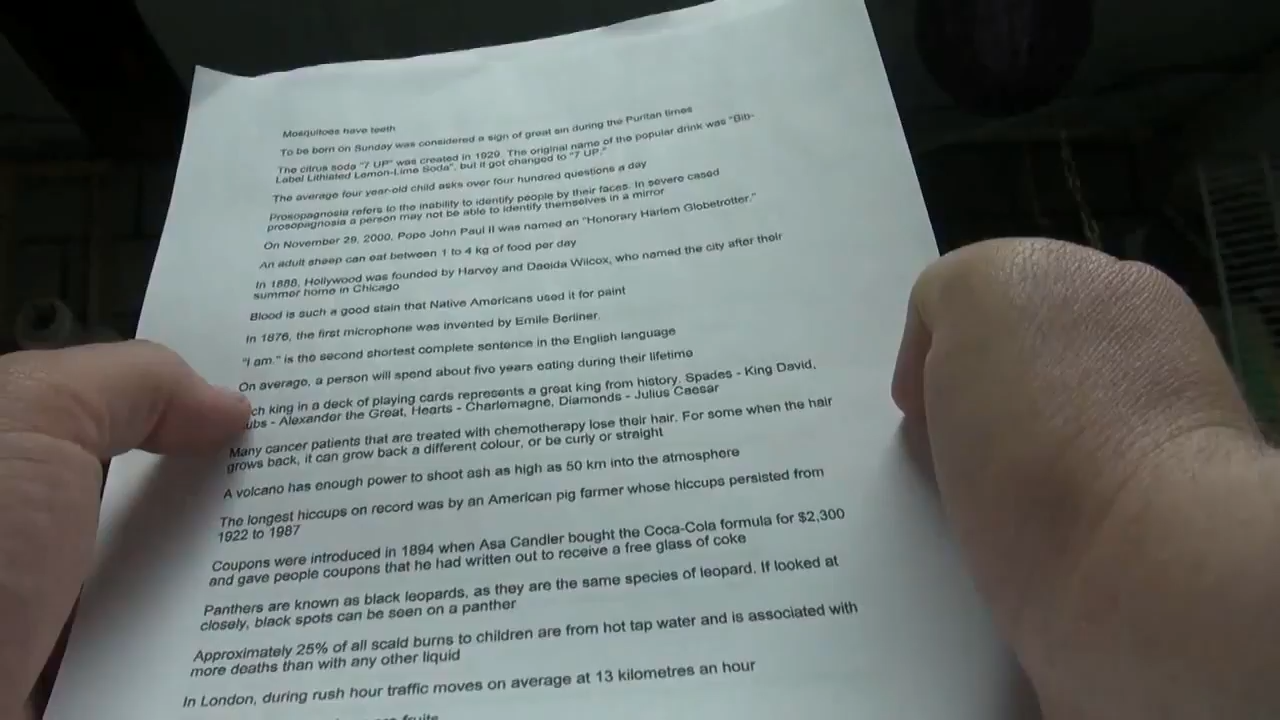 Mosquitoes have teeth
To be born on Sunday was considered a sign of great sin during the Puritan times
The citrus soda "7 UP" was created in 1929. The original name of the popular drink was "Bib-
Label Lithiated Lemon-Lime Soda", but it got changed to "7 UP."
The average four year-old child asks over four hundred questions a day
Prosopagnosia refers to the inability to identify people by their faces. In severe cased
prosopagnosia a person may not be able to identify themselves in a mirror
On November 29, 2000, Pope John Paul II was named an "Honorary Harlem Globetrotter."
An adult sheep can eat between 1 to 4 kg of food per day
In 1888, Hollywood was founded by Harvey and Daeida Wilcox, who named the city after their
summer home in Chicago
Blood is such a good stain that Native Americans used it for paint
In 1876, the first microphone was invented by Emile Berliner.
"I am." is the second shortest complete sentence in the English language
On average, a person will spend about five years eating during their lifetime
ch king in a deck of playing cards represents a great king from history. Spades - King David,
ubs - Alexander the Great, Hearts - Charlemagne, Diamonds - Julius Caesar
Many cancer patients that are treated with chemotherapy lose their hair. For some when the hair
grows back, it can grow back a different colour, or be curly or straight
A volcano has enough power to shoot ash as high as 50 km into the atmosphere
The longest hiccups on record was by an American pig farmer whose hiccups persisted from
1922 to 1987
Coupons were introduced in 1894 when Asa Candler bought the Coca-Cola formula for $2,300
and gave people coupons that he had written out to receive a free glass of coke
Panthers are known as black leopards, as they are the same species of leopard. If looked at
closely, black spots can be seen on a panther
Approximately 25% of all scald burns to children are from hot tap water and is associated with
more deaths than with any other liquid
In London, during rush hour traffic moves on average at 13 kilometres an hour
fruits